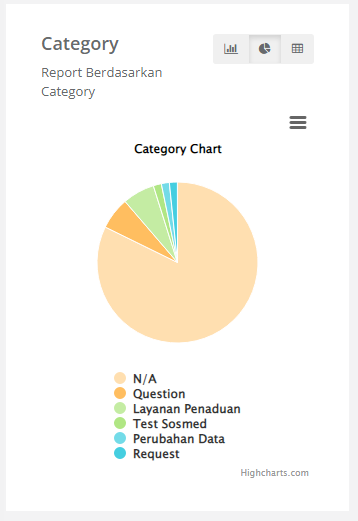 Category
Report Berdasarkan
Category
Category Chart
N/A
Question
Layanan Penaduan
Test Sosmed
Perubahan Data
Request
Highcharts.com